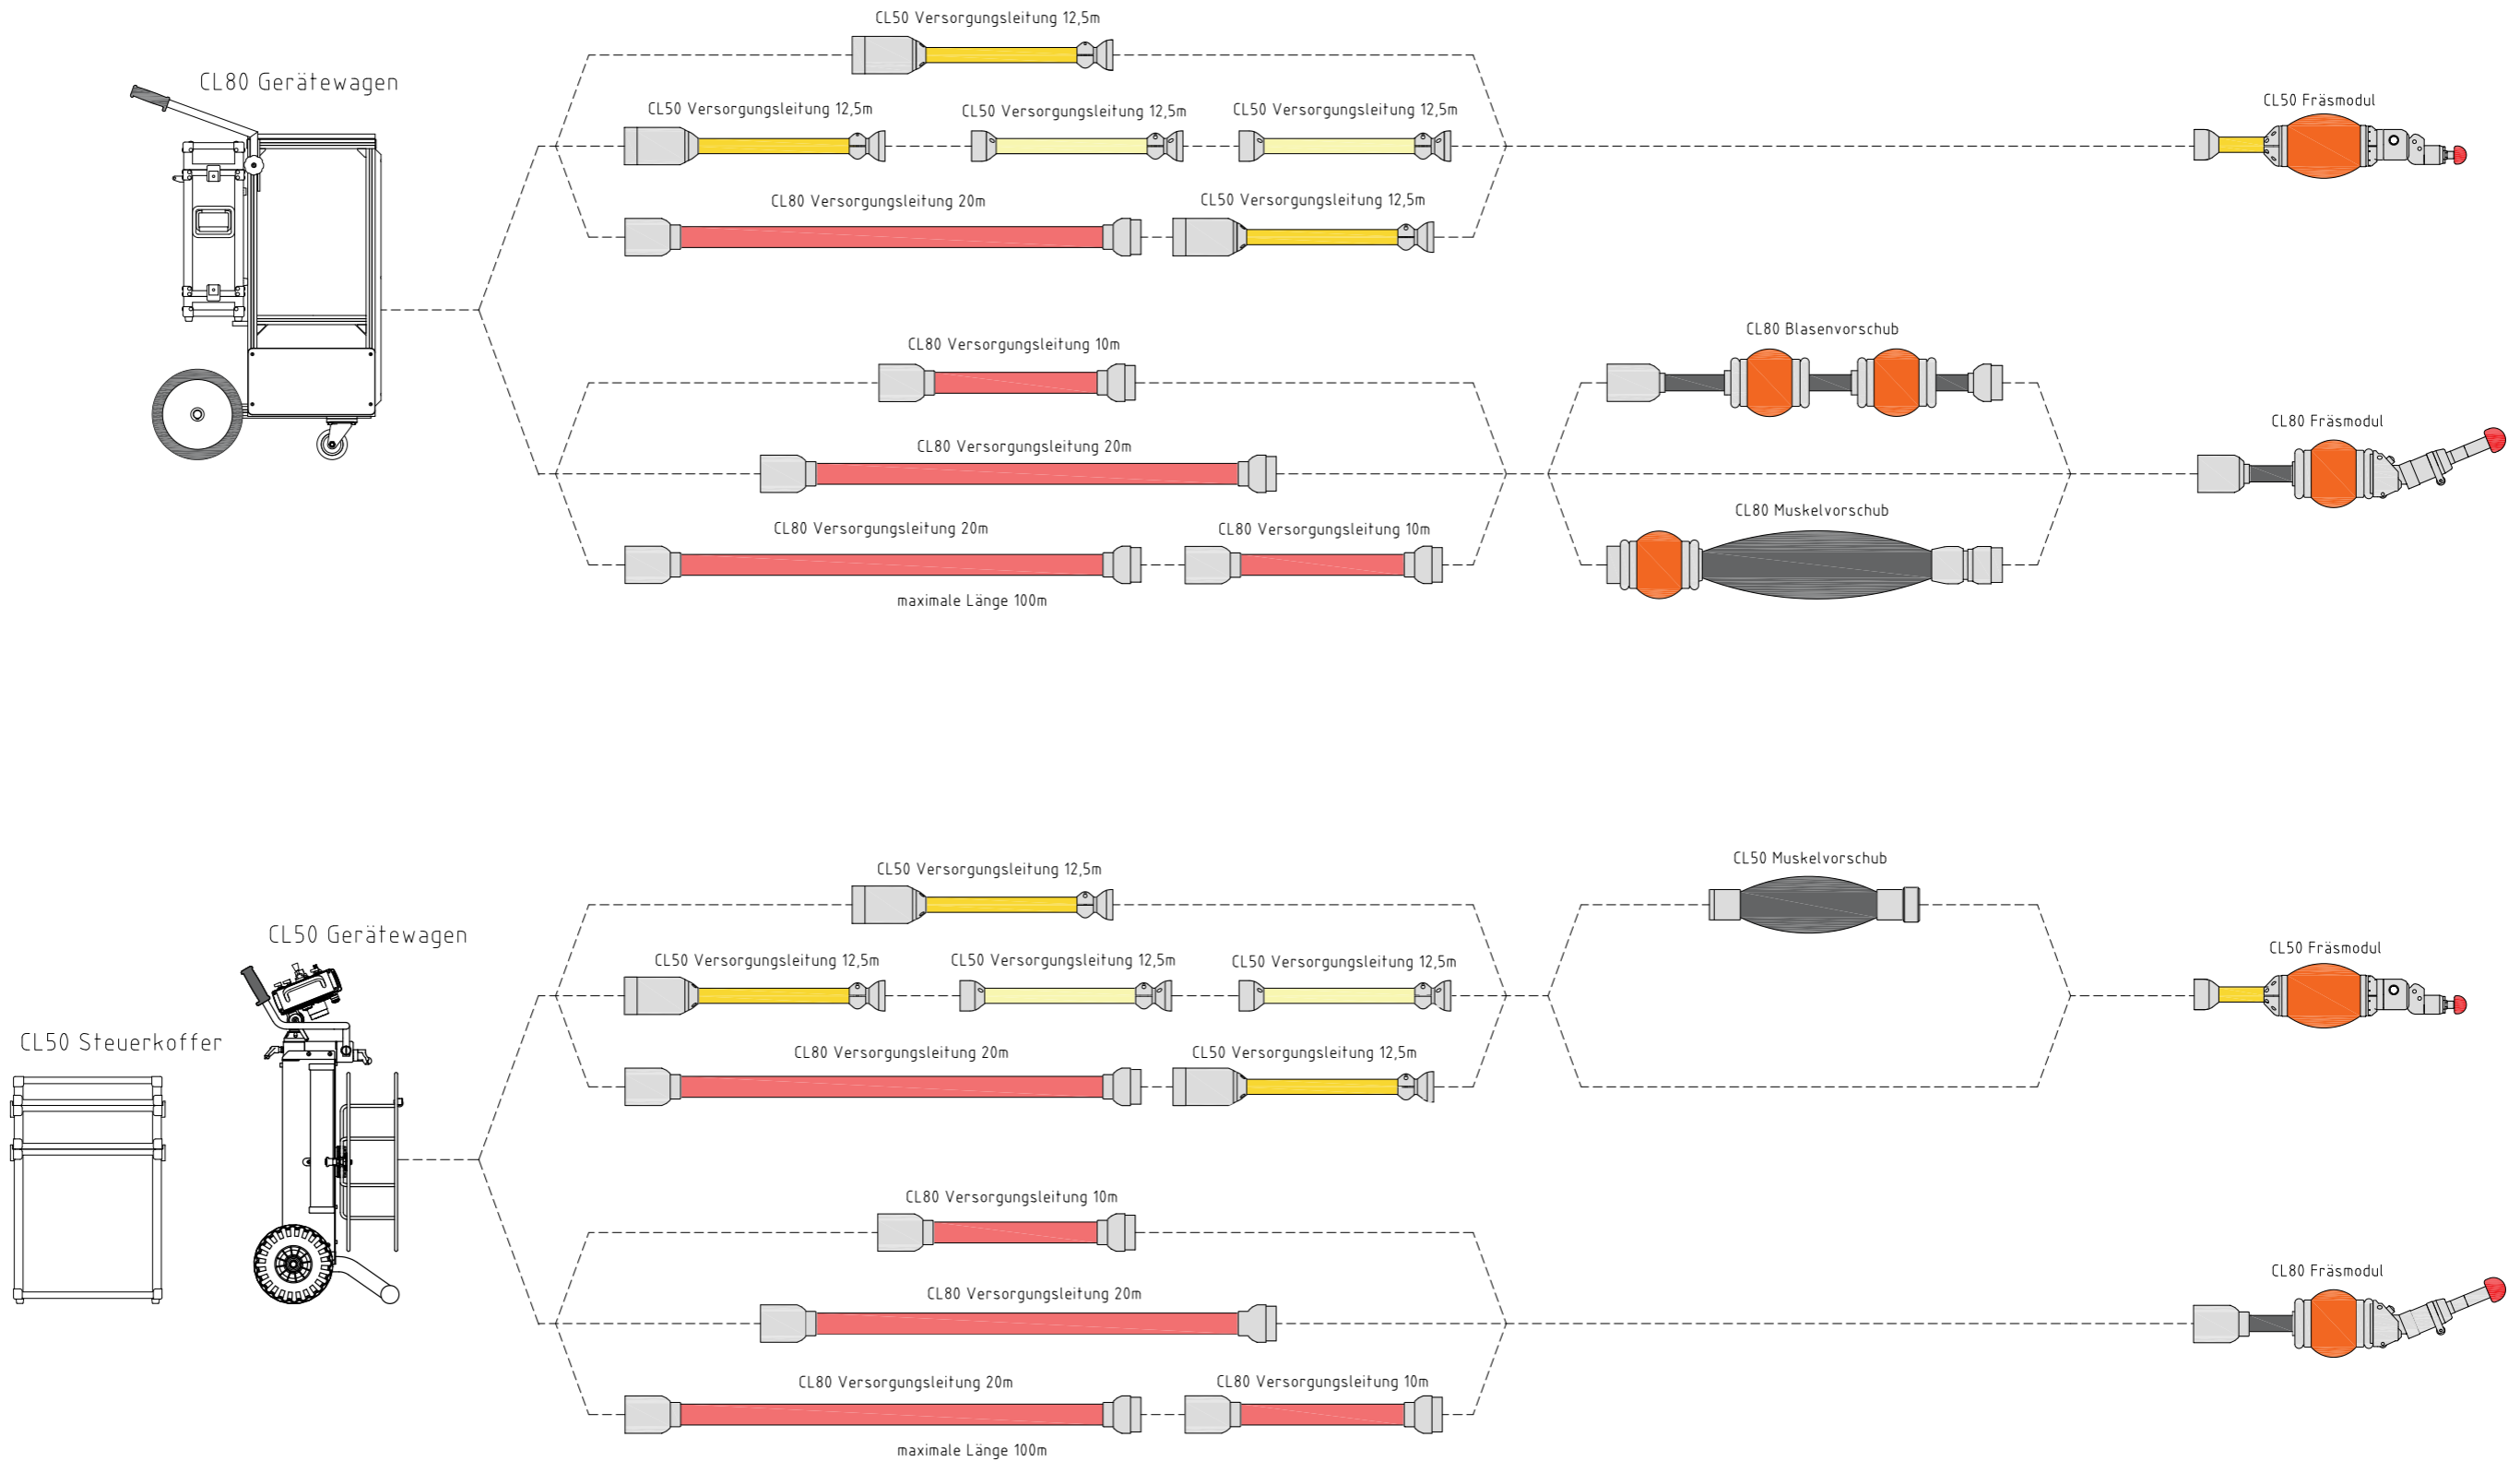 CL50 Versorgungsleitung 12,5m
CL80 Gerätewagen
CL50 Versorgungsleitung 12,5m
CL50 Versorgungsleitung 12,5m
CL50 Versorgungsleitung 12,5m
CL50 Fräsmodul
CL80 Versorgungsleitung 20m
CL50 Versorgungsleitung 12,5m
CL80 Versorgungsleitung 10m
CL80 Blasenvorschub
CL80 Versorgungsleitung 20m
CL80 Fräsmodul
CL80 Versorgungsleitung 20m
CL80 Versorgungsleitung 10m
CL80 Muskelvorschub
maximale Länge 100m
CL50 Versorgungsleitung 12,5m
CL50 Muskelvorschub
CL50 Gerätewagen
CL50 Versorgungsleitung 12,5m
CL50 Versorgungsleitung 12,5m
CL50 Versorgungsleitung 12,5m
CL50 Fräsmodul
CL50 Steuerkoffer
CL80 Versorgungsleitung 20m
CL50 Versorgungsleitung 12,5m
CL80 Versorgungsleitung 10m
CL80 Versorgungsleitung 20m
CL80 Fräsmodul
CL80 Versorgungsleitung 20m
CL80 Versorgungsleitung 10m
maximale Länge 100m